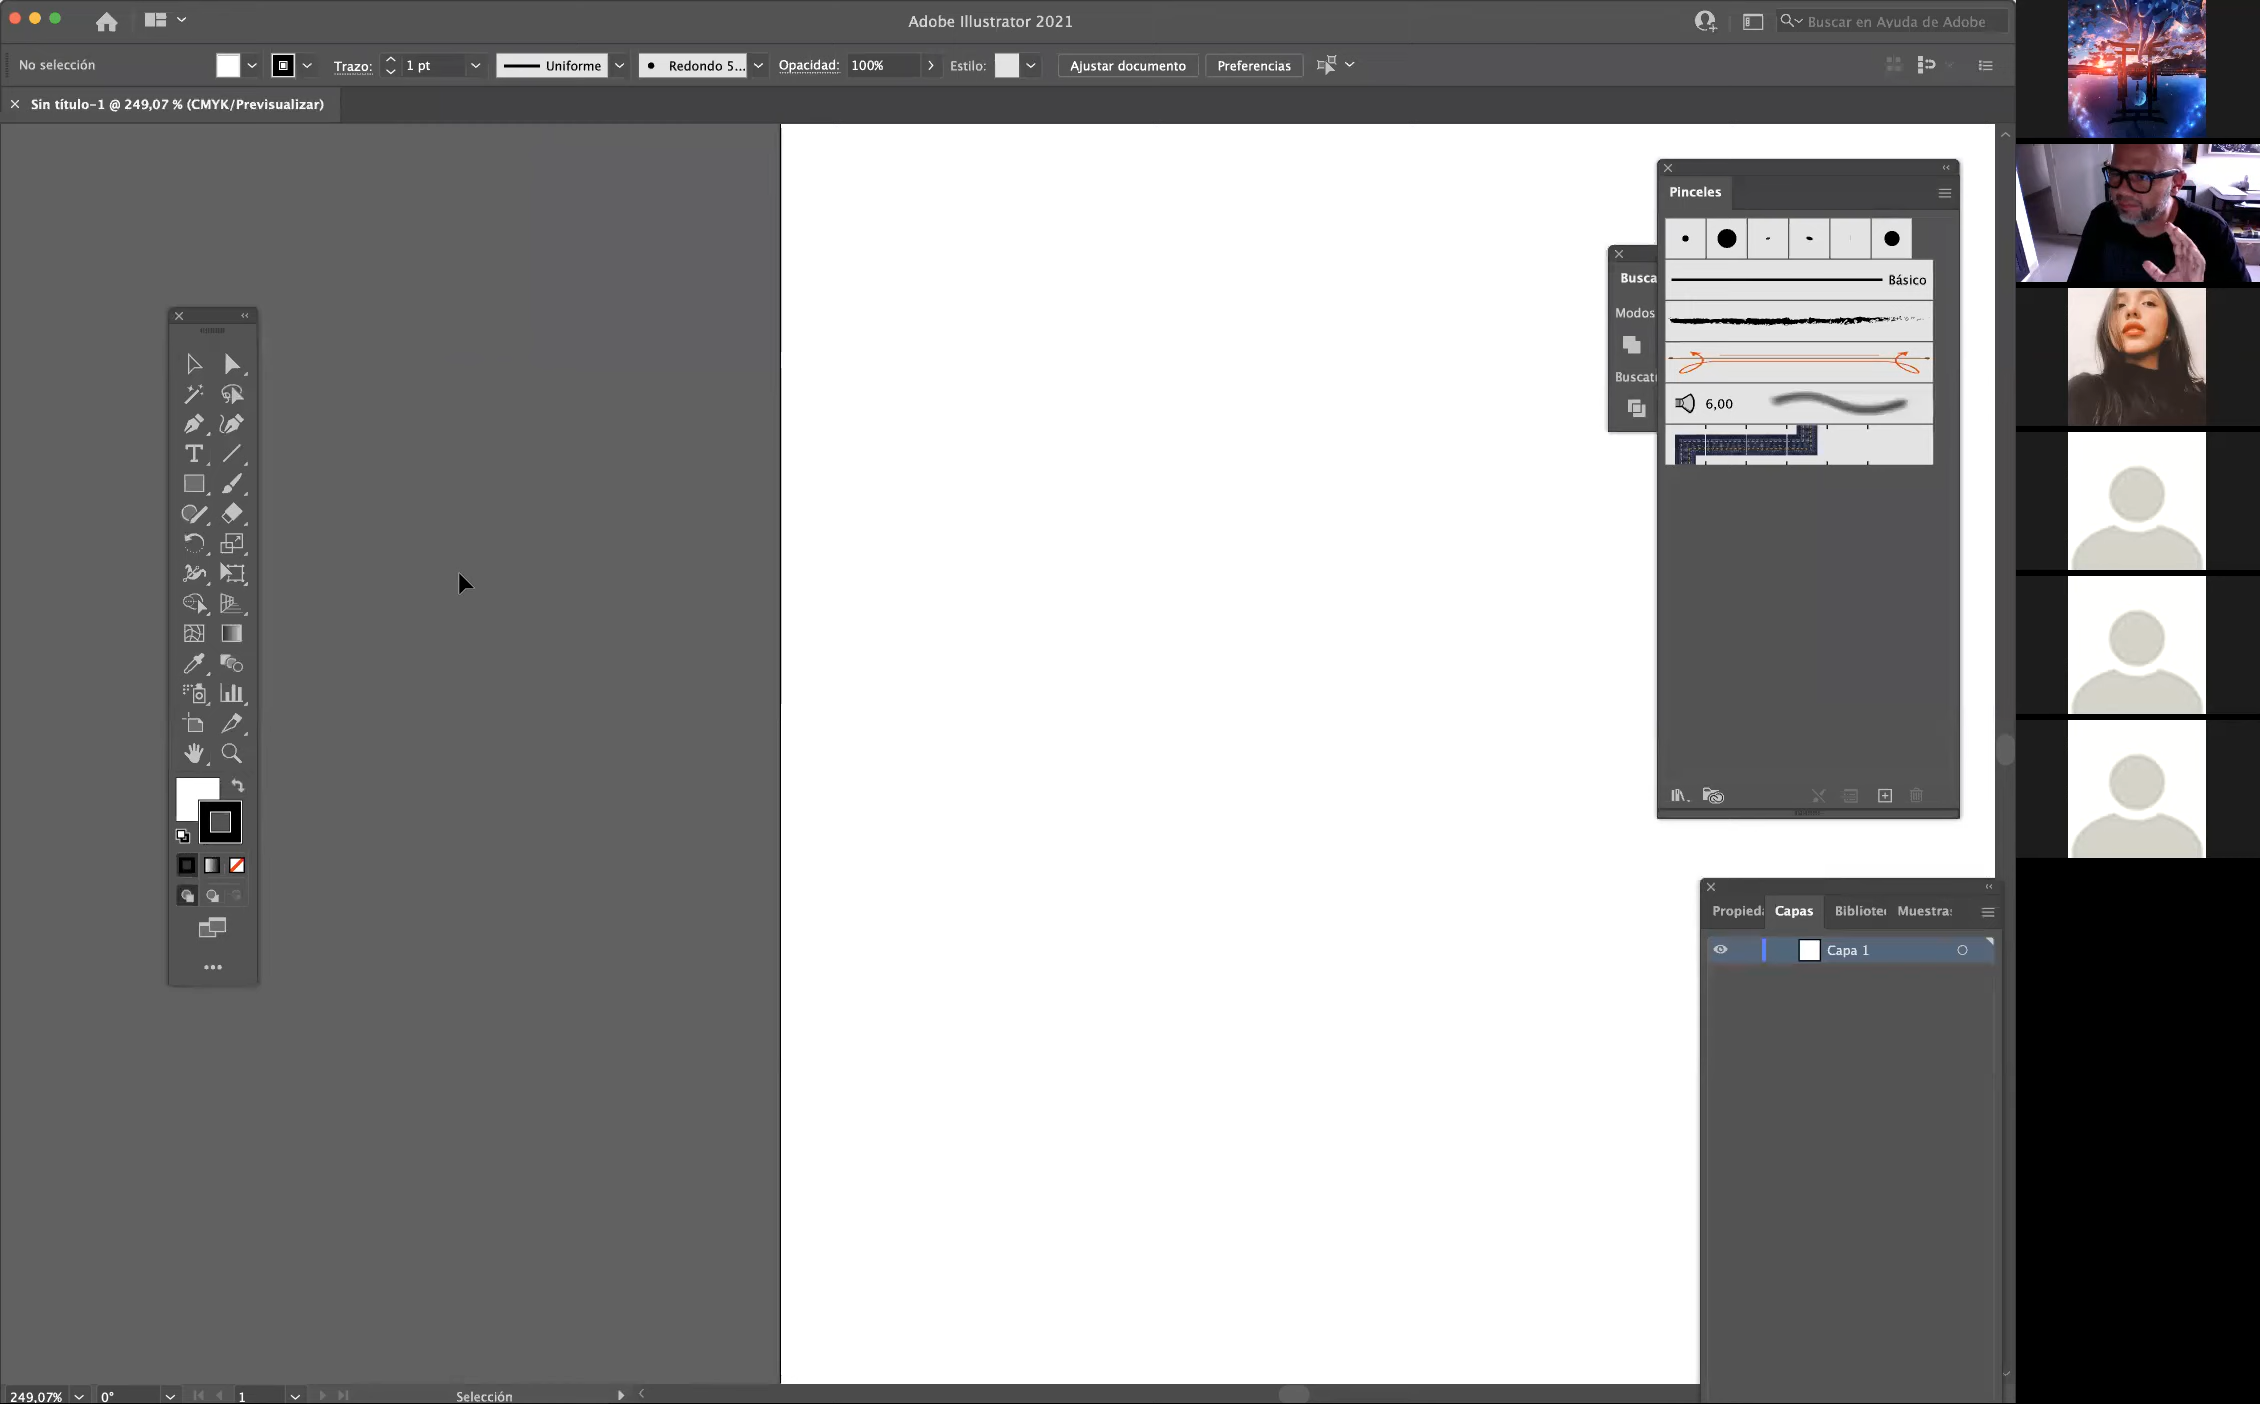 Adobe Illustrator 2021
Buscar en Ayuda de Adobe
No selección
Trazo:
1 pt
Uniforme
Redondo 5...
Opacidad:
100%
Estilo:
Ajustar documento
Preferencias
Sin título-1 @ 249,07 % (CMYK/Previsualizar)
Pinceles
Básico
6,00
Busca
Modos
Buscat
Propieda
Capas
Bibliotec
Muestra:
Capa 1
249,07%
0°
1
Selección